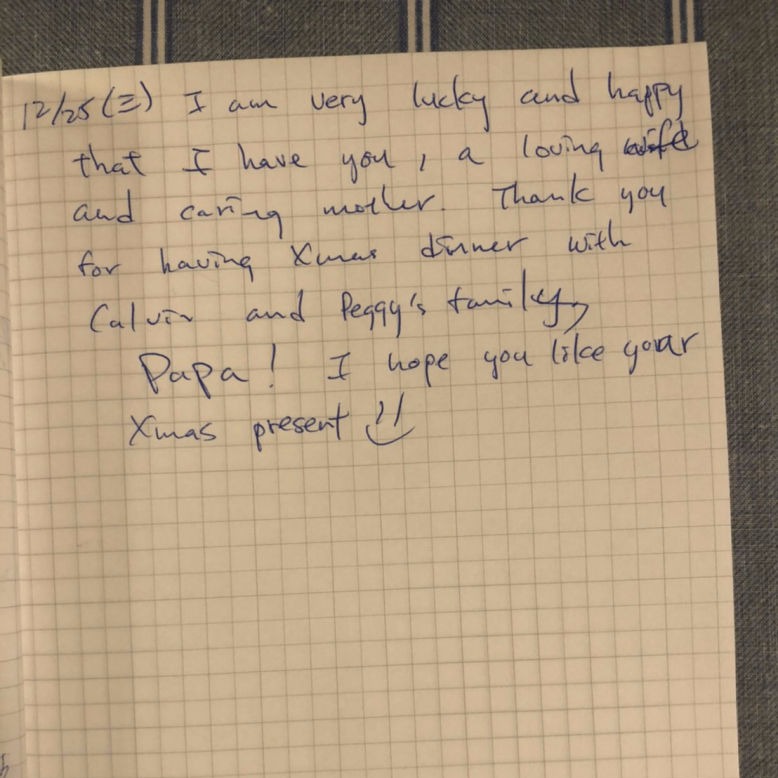 12/25 (三) I am very lucky and happy
that I have you, a loving wife
and caring mother. Thank you
for having Xmas dinner with
Calvin and Peggy's family,
Papa! I hope you like your
Xmas present